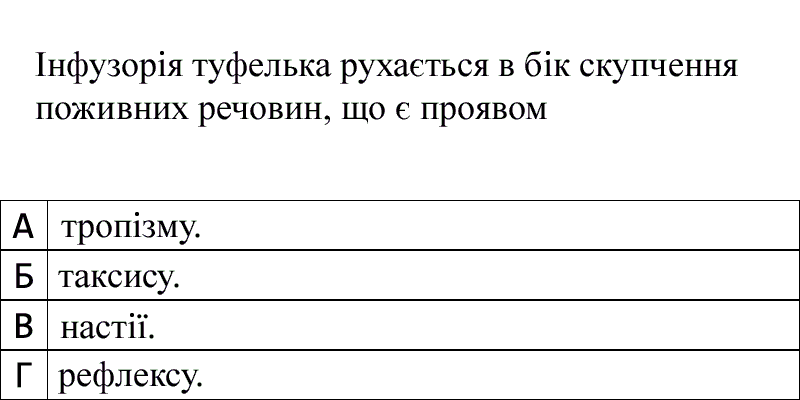 Інфузорія туфелька рухається в бік скупчення
поживних речовин, що є проявом
А тропізму.
Б таксису.
В настії.
Г рефлексу.